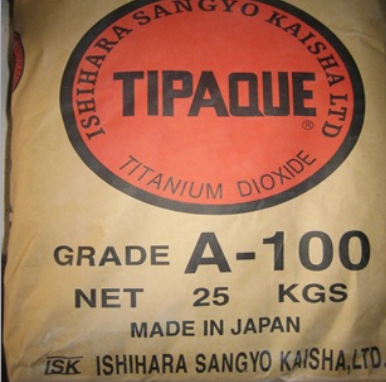 ISHIHARA SANGYO KAISHA LTD
TIPAQUE ®
TITANIUM DIOXIDE
GRADE A-100
NET 25 KGS
MADE IN JAPAN
ISK ISHIHARA SANGYO KAISHA,LTD.